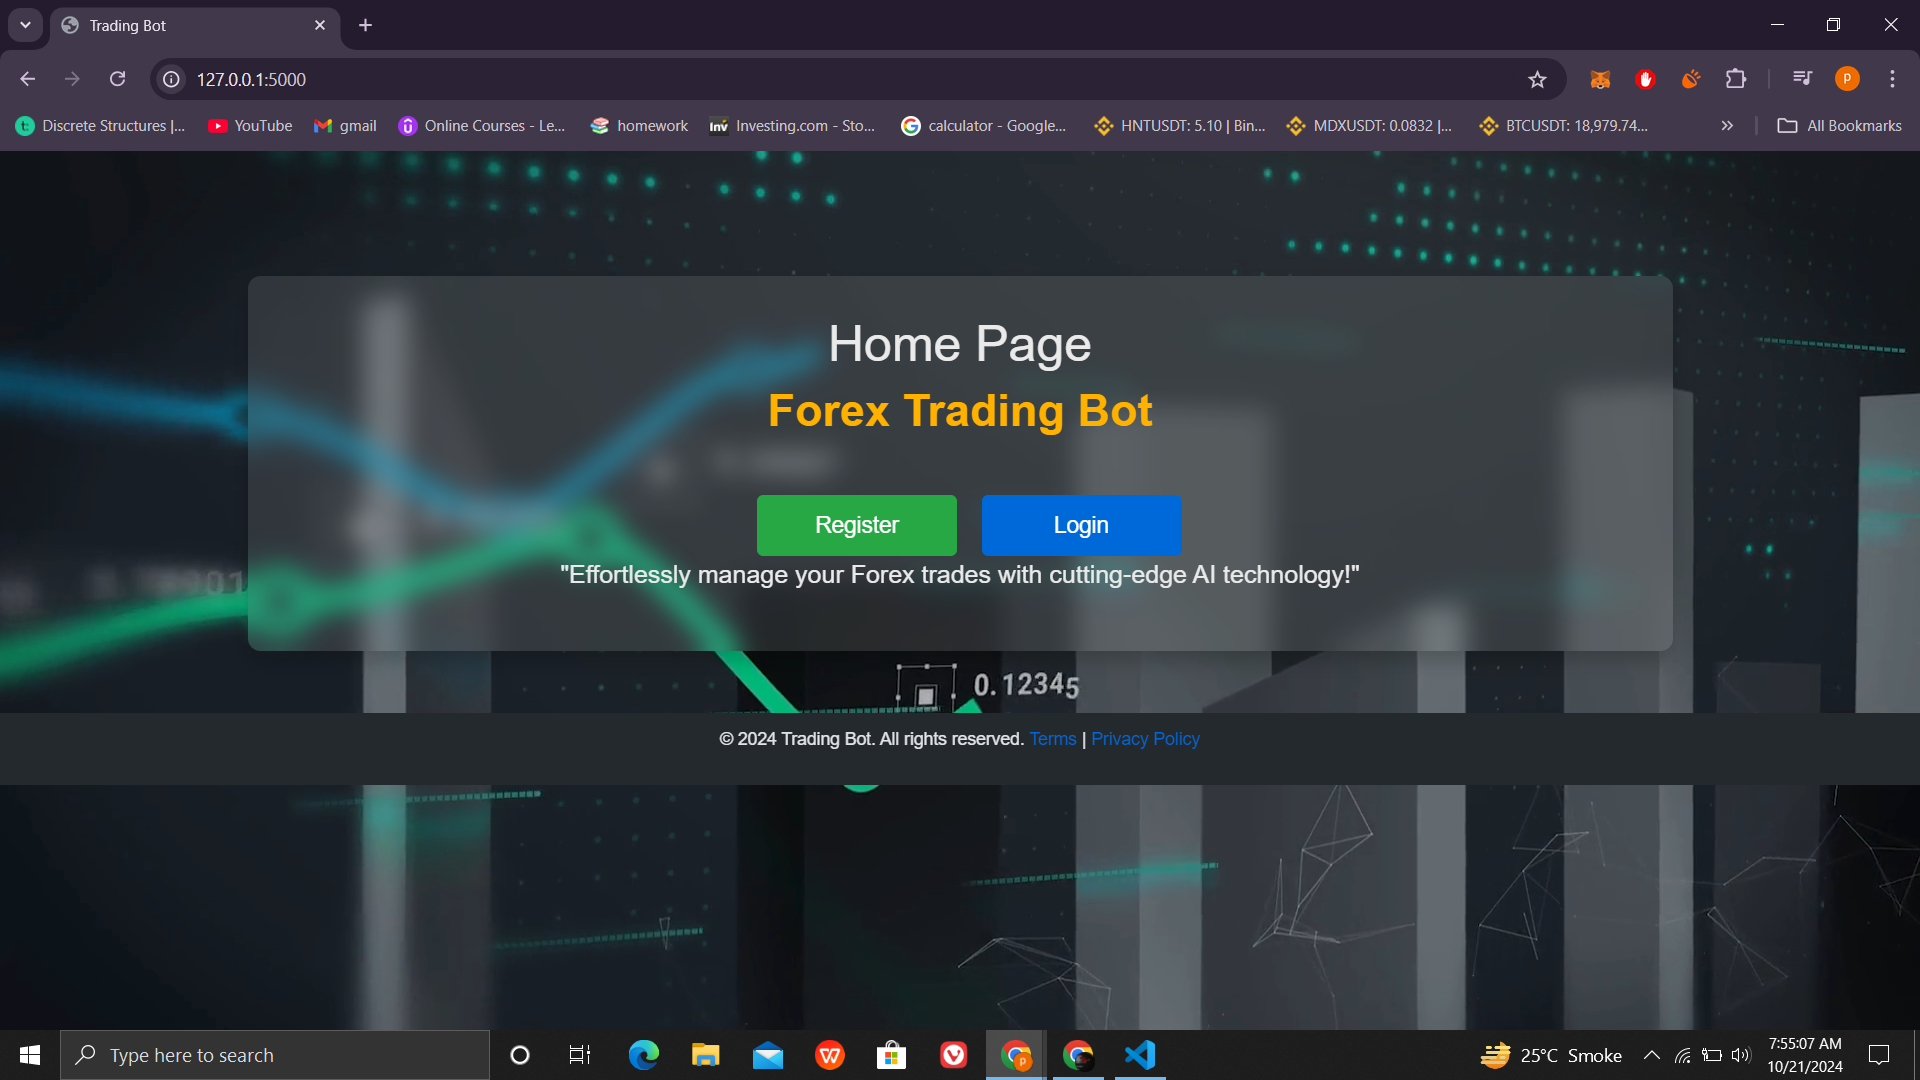 Trading Bot
127.0.0.1:5000
Discrete Structures |...
YouTube
gmail
Online Courses - Le...
homework
Investing.com - Sto...
calculator - Google...
HNTUSDT: 5.10 | Bin...
MDXUSDT: 0.0832 |...
BTCUSDT: 18,979.74...
All Bookmarks
Home Page
Forex Trading Bot
Register
Login
"Effortlessly manage your Forex trades with cutting-edge AI technology!"
0.12345
© 2024 Trading Bot. All rights reserved. Terms | Privacy Policy
Type here to search
25°C Smoke
7:55:07 AM
10/21/2024